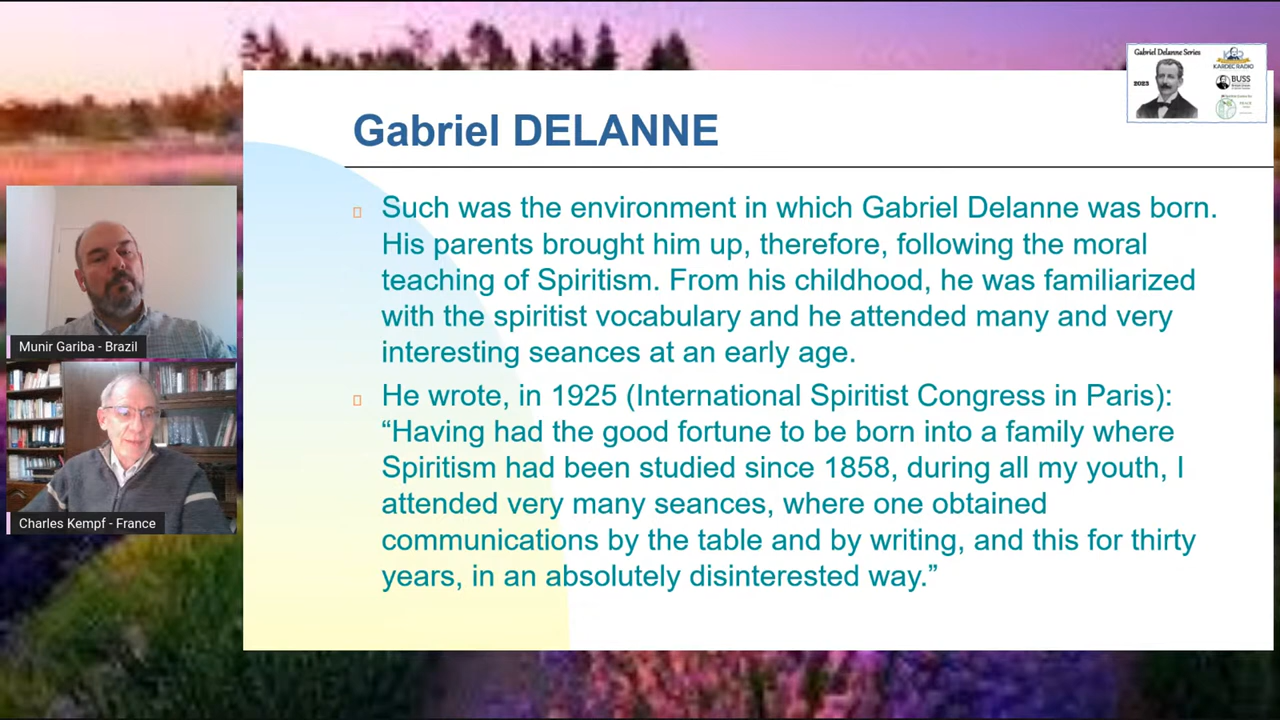 Gabriel Delanne Series
2023
KARDEC RADIO
BUSS
Gabriel DELANNE
Such was the environment in which Gabriel Delanne was born.
His parents brought him up, therefore, following the moral
teaching of Spiritism. From his childhood, he was familiarized
with the spiritist vocabulary and he attended many and very
interesting seances at an early age.
He wrote, in 1925 (International Spiritist Congress in Paris):
“Having had the good fortune to be born into a family where
Spiritism had been studied since 1858, during all my youth, I
attended very many seances, where one obtained
communications by the table and by writing, and this for thirty
years, in an absolutely disinterested way.”
Munir Gariba - Brazil
Charles Kempf - France